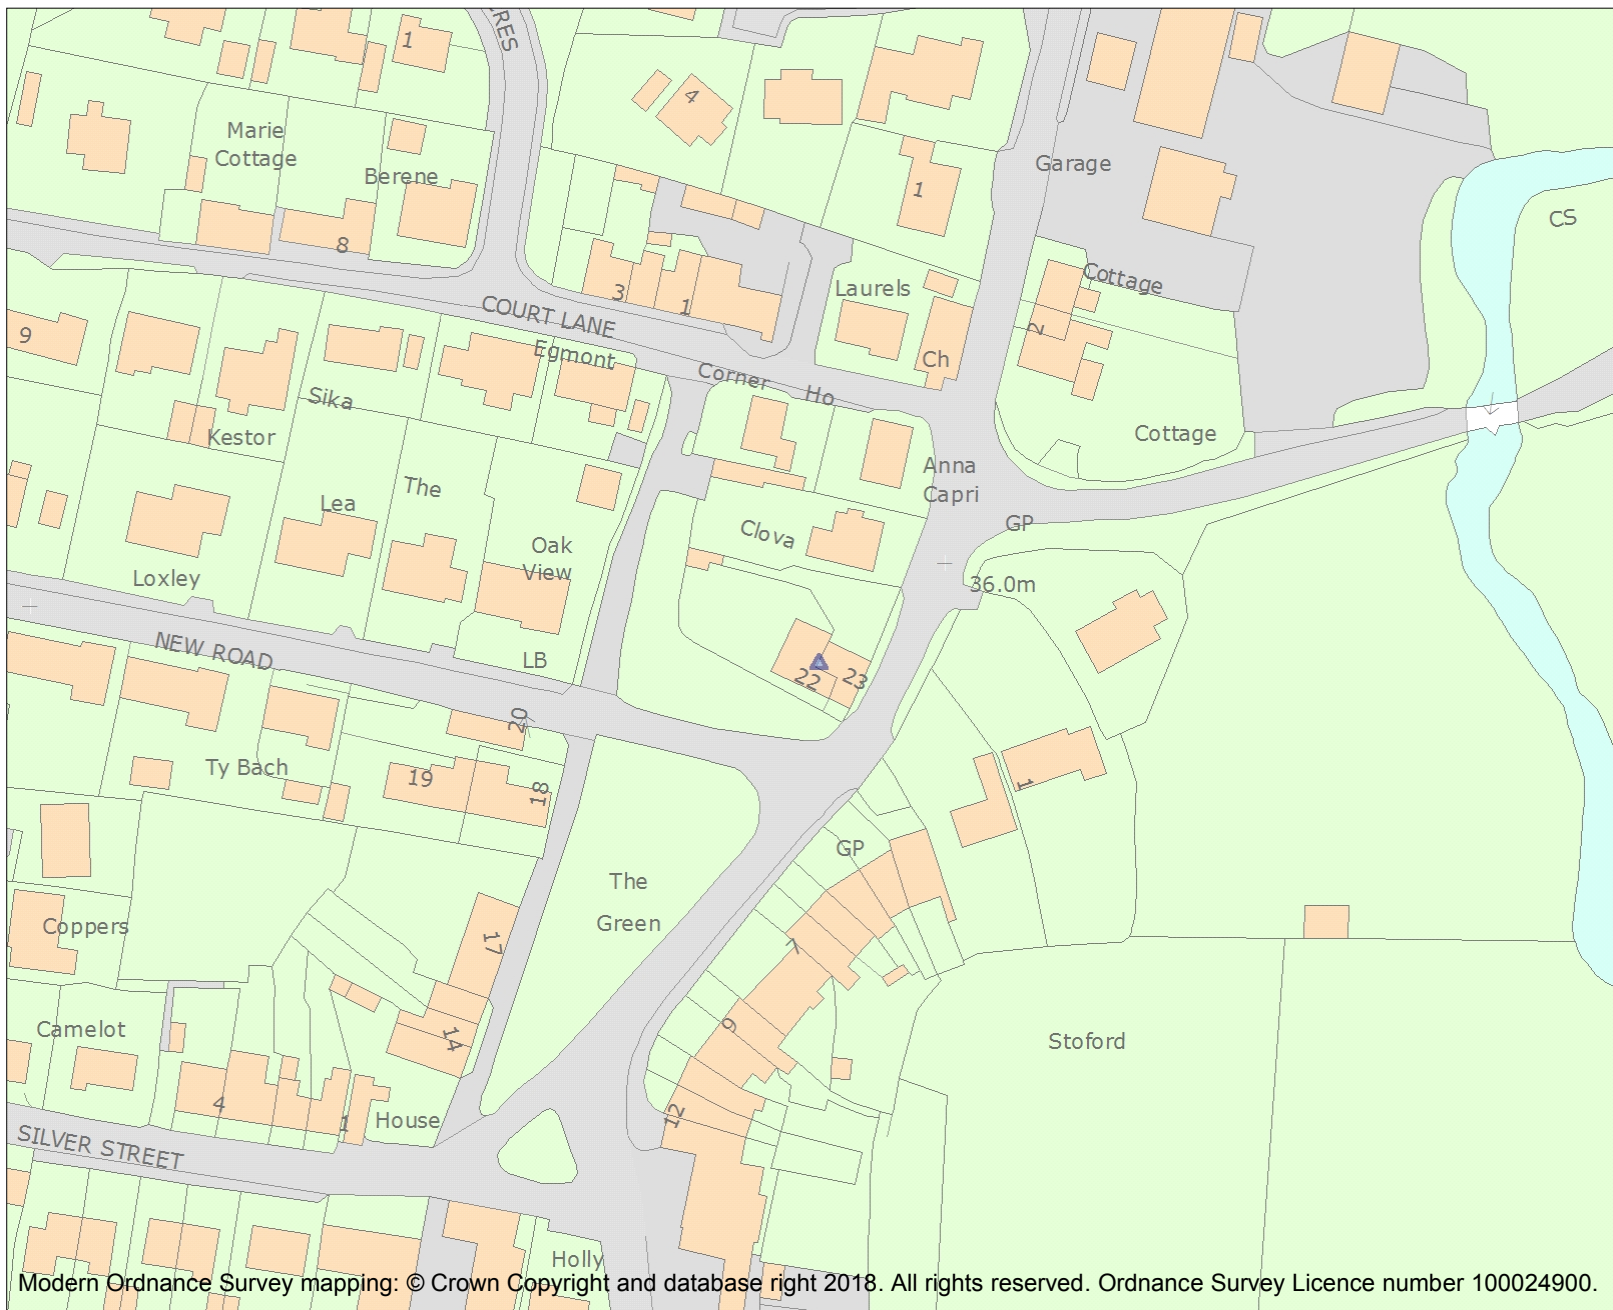 CRES
1
4
Marie
Cottage
Berene
Garage
1
CS
8
Cottage
Laurels
3
1
COURT LANE
2
9
Egmont
Ch
Corner Ho
Sika
Kestor
Cottage
Anna
Capri
The
Lea
GP
Clova
Oak
View
Loxley
36.0m
NEW ROAD
LB
22
23
20
Ty Bach
19
18
1
GP
The
Green
Coppers
17
7
Camelot
9
14
Stoford
4
1
House
12
SILVER STREET
Holly
Modern Ordnance Survey mapping: © Crown Copyright and database right 2018. All rights reserved. Ordnance Survey Licence number 100024900.